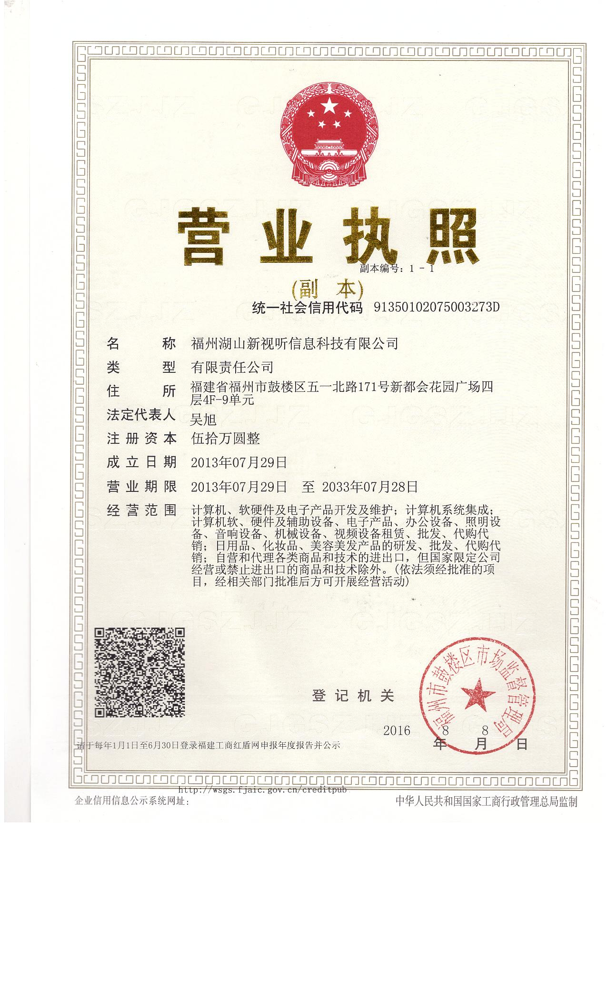 营业执照
副本编号：1 - 1
(副 本)
统一社会信用代码 91350102075003273D
名 称 福州湖山新视听信息科技有限公司
类 型 有限责任公司
住 所 福建省福州市鼓楼区五一北路171号新都会花园广场四
层4F-9单元
法定代表人 吴旭
注册资本 伍拾万圆整
成立日期 2013年07月29日
营业期限 2013年07月29日 至 2033年07月28日
经营范围 计算机、软硬件及电子产品开发及维护；计算机系统集成；
计算机软、硬件及辅助设备、电子产品、办公设备、照明设
备、音响设备、机械设备、视频设备租赁、批发、代购代
销；日用品、化妆品、美容美发产品的研发、批发、代购代
销；自营和代理各类商品和技术的进出口，但国家限定公司
经营或禁止进出口的商品和技术除外。(依法须经批准的项
目，经相关部门批准后方可开展经营活动)
福州市鼓楼区市场监督管理局
登记机关
2016年8月8日
请于每年1月1日至6月30日登录福建工商红盾网申报年度报告并公示
http://wsgs.fjaic.gov.cn/creditpub
企业信用信息公示系统网址：
中华人民共和国国家工商行政管理总局监制